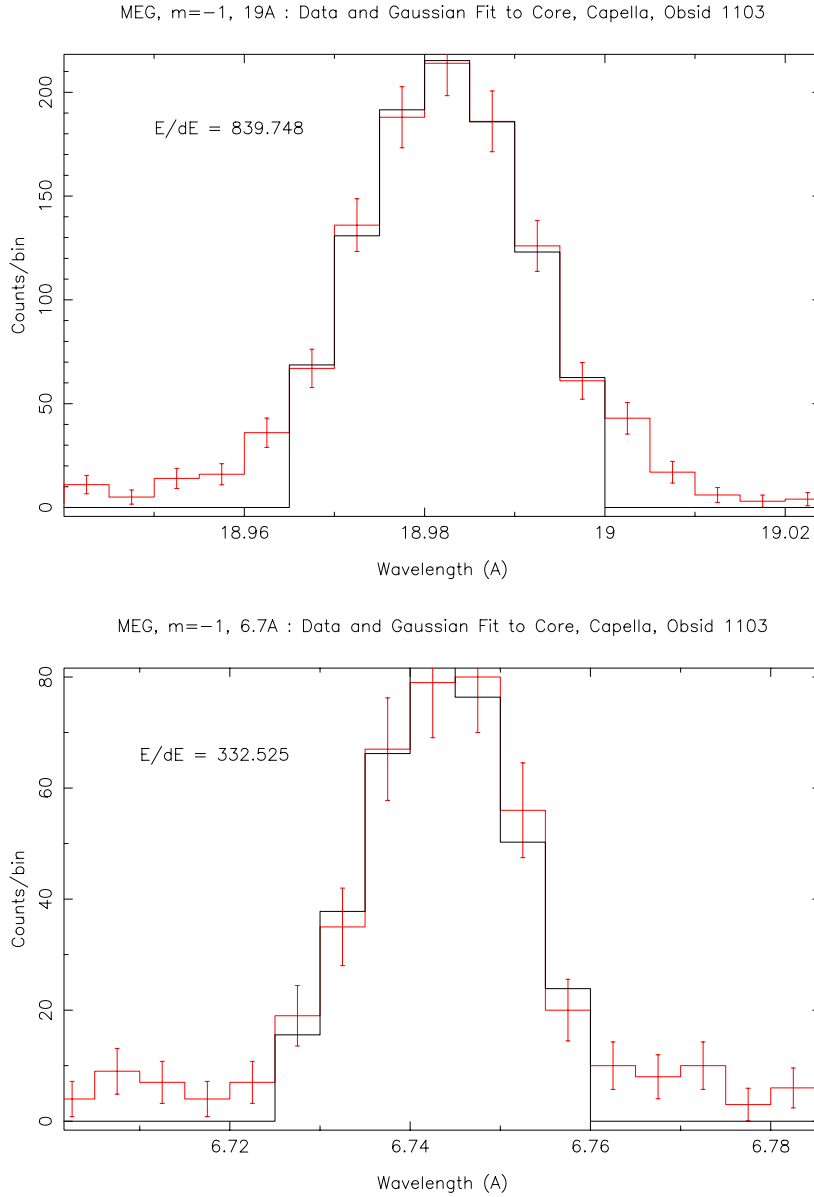 MEG, m=−1, 19A : Data and Gaussian Fit to Core, Capella, Obsid 1103
200
E/dE = 839.748
150
Counts/bin
100
50
0
18.96 18.98 19 19.02
Wavelength (A)
MEG, m=−1, 6.7A : Data and Gaussian Fit to Core, Capella, Obsid 1103
80
E/dE = 332.525
60
Counts/bin
40
20
0
6.72 6.74 6.76 6.78
Wavelength (A)